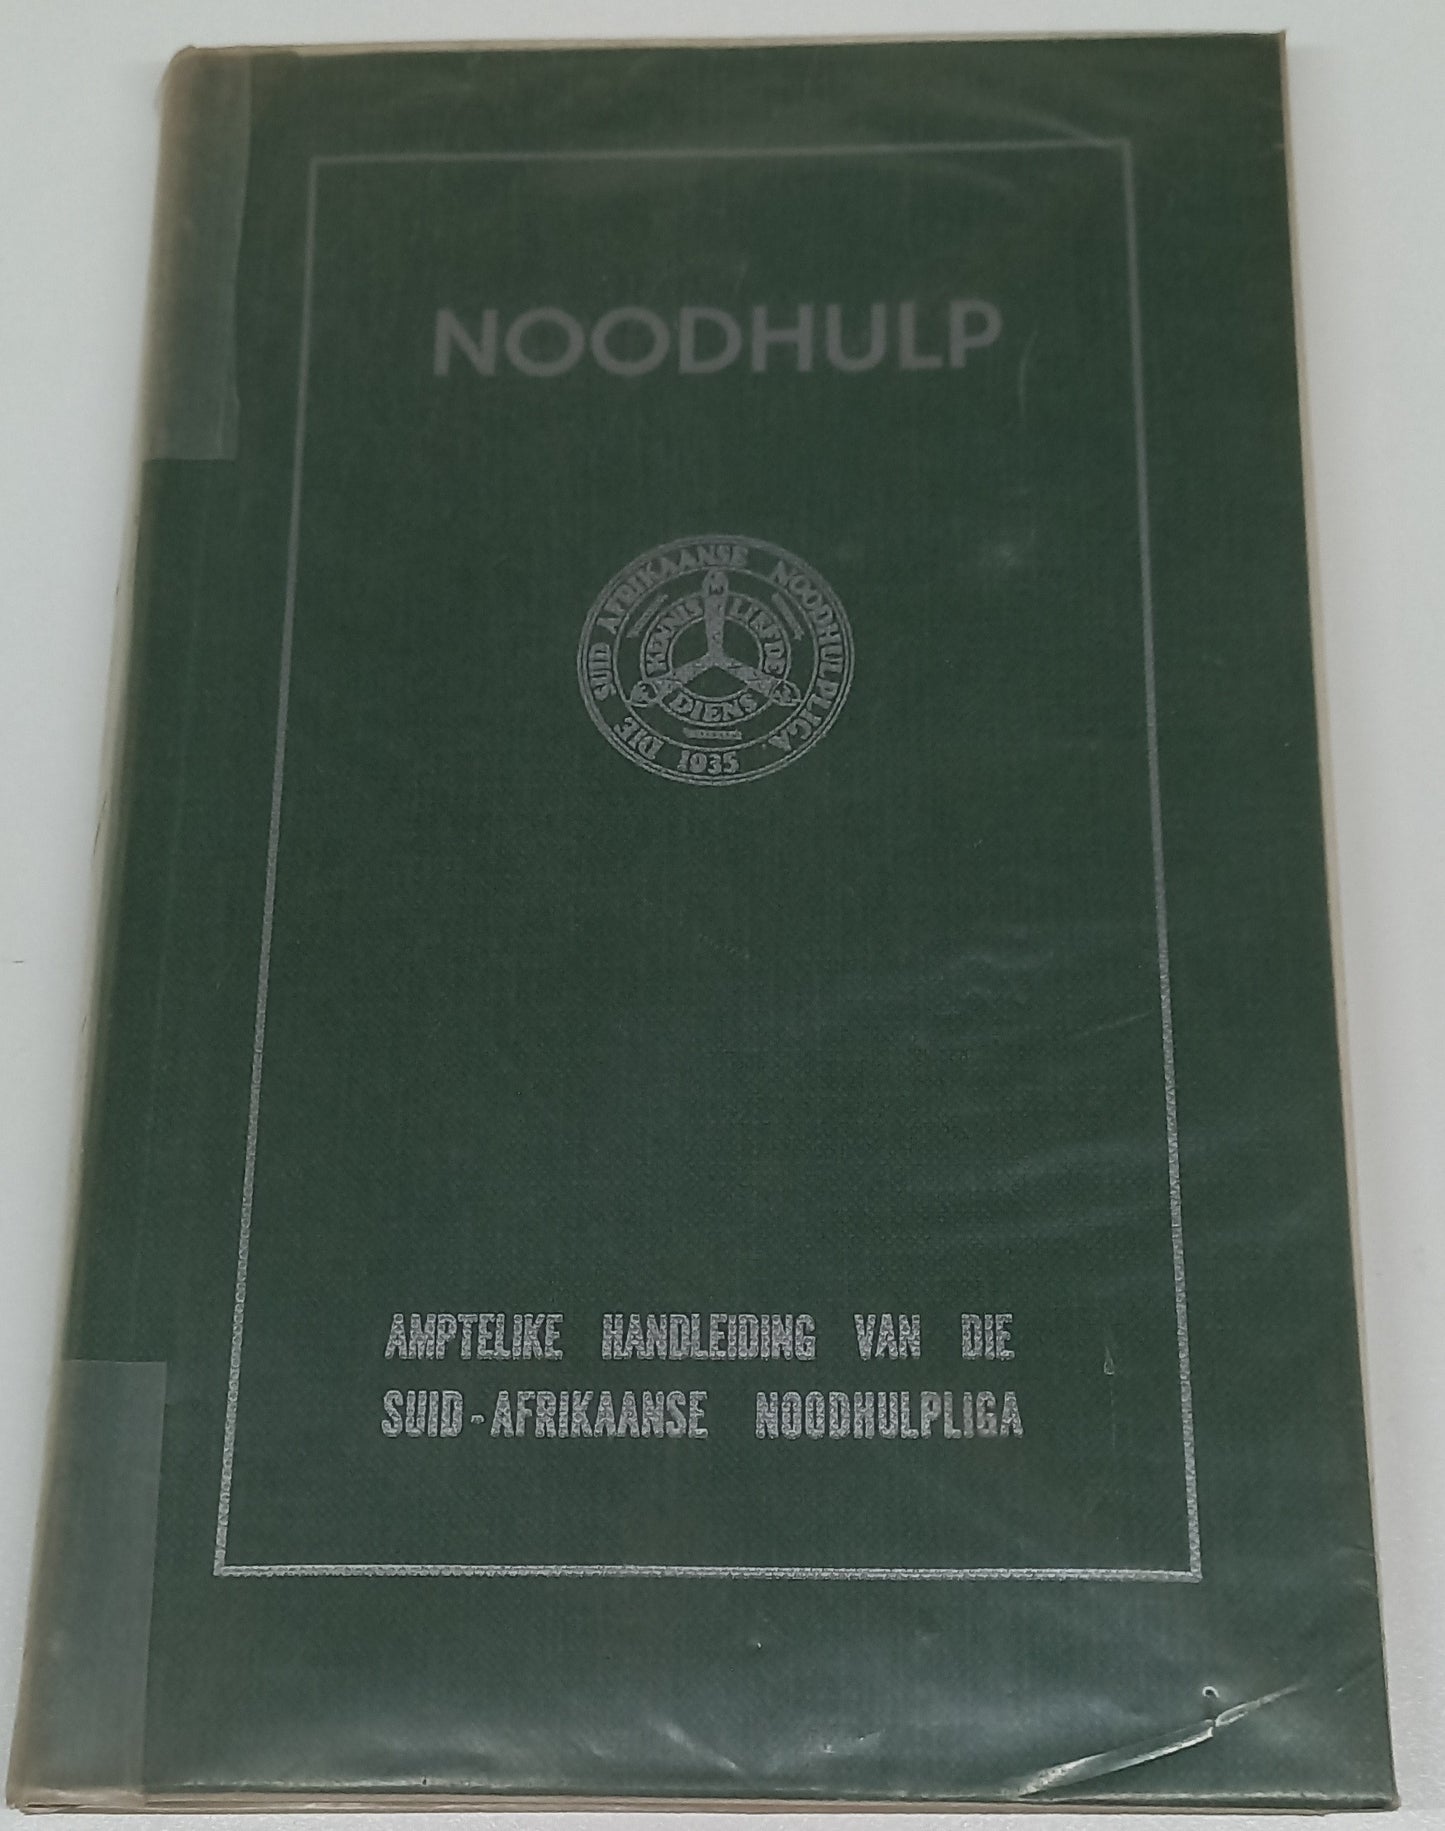 NOODHULP
DIE SUID AFRIKAANSE NOODHULPLIGA
KENNIS LIEFDE
DIENS
1935
AMPTELIKE HANDLEIDING VAN DIE
SUID-AFRIKAANSE NOODHULPLIGA